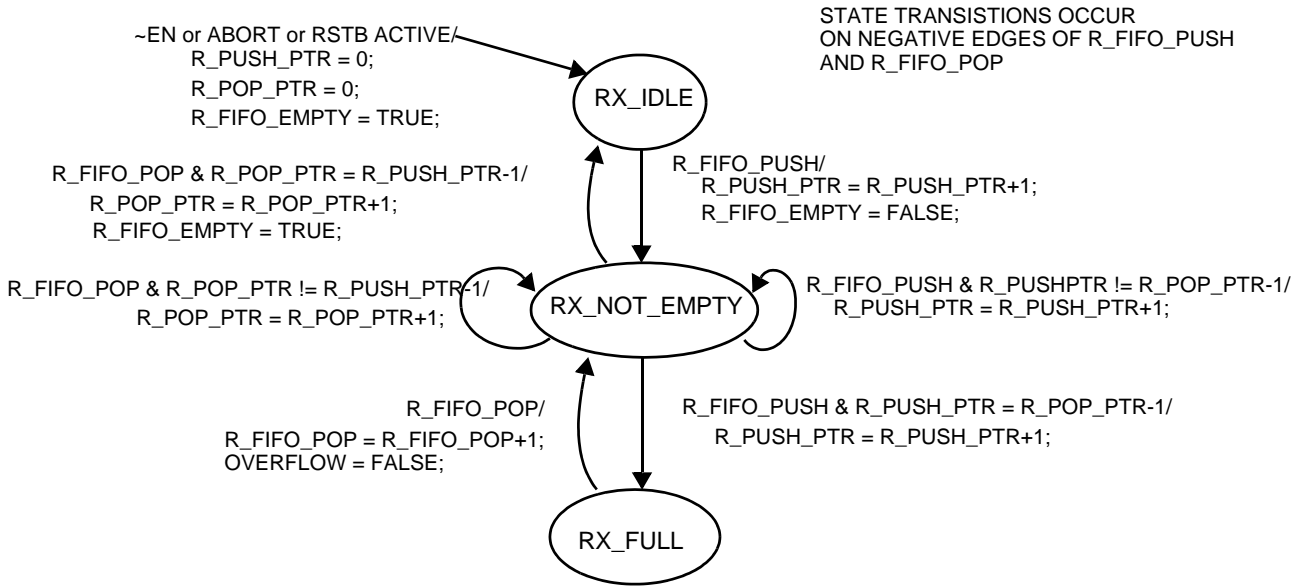 ~EN or ABORT or RSTB ACTIVE/
R_PUSH_PTR = 0;
R_POP_PTR = 0;
R_FIFO_EMPTY = TRUE;
STATE TRANSISTIONS OCCUR
ON NEGATIVE EDGES OF R_FIFO_PUSH
AND R_FIFO_POP
RX_IDLE
R_FIFO_POP & R_POP_PTR = R_PUSH_PTR-1/
R_POP_PTR = R_POP_PTR+1;
R_FIFO_EMPTY = TRUE;
R_FIFO_PUSH/
R_PUSH_PTR = R_PUSH_PTR+1;
R_FIFO_EMPTY = FALSE;
R_FIFO_POP & R_POP_PTR != R_PUSH_PTR-1/
R_POP_PTR = R_POP_PTR+1;
RX_NOT_EMPTY
R_FIFO_PUSH & R_PUSHPTR != R_POP_PTR-1/
R_PUSH_PTR = R_PUSH_PTR+1;
R_FIFO_POP/
R_FIFO_POP = R_FIFO_POP+1;
OVERFLOW = FALSE;
R_FIFO_PUSH & R_PUSH_PTR = R_POP_PTR-1/
R_PUSH_PTR = R_PUSH_PTR+1;
RX_FULL